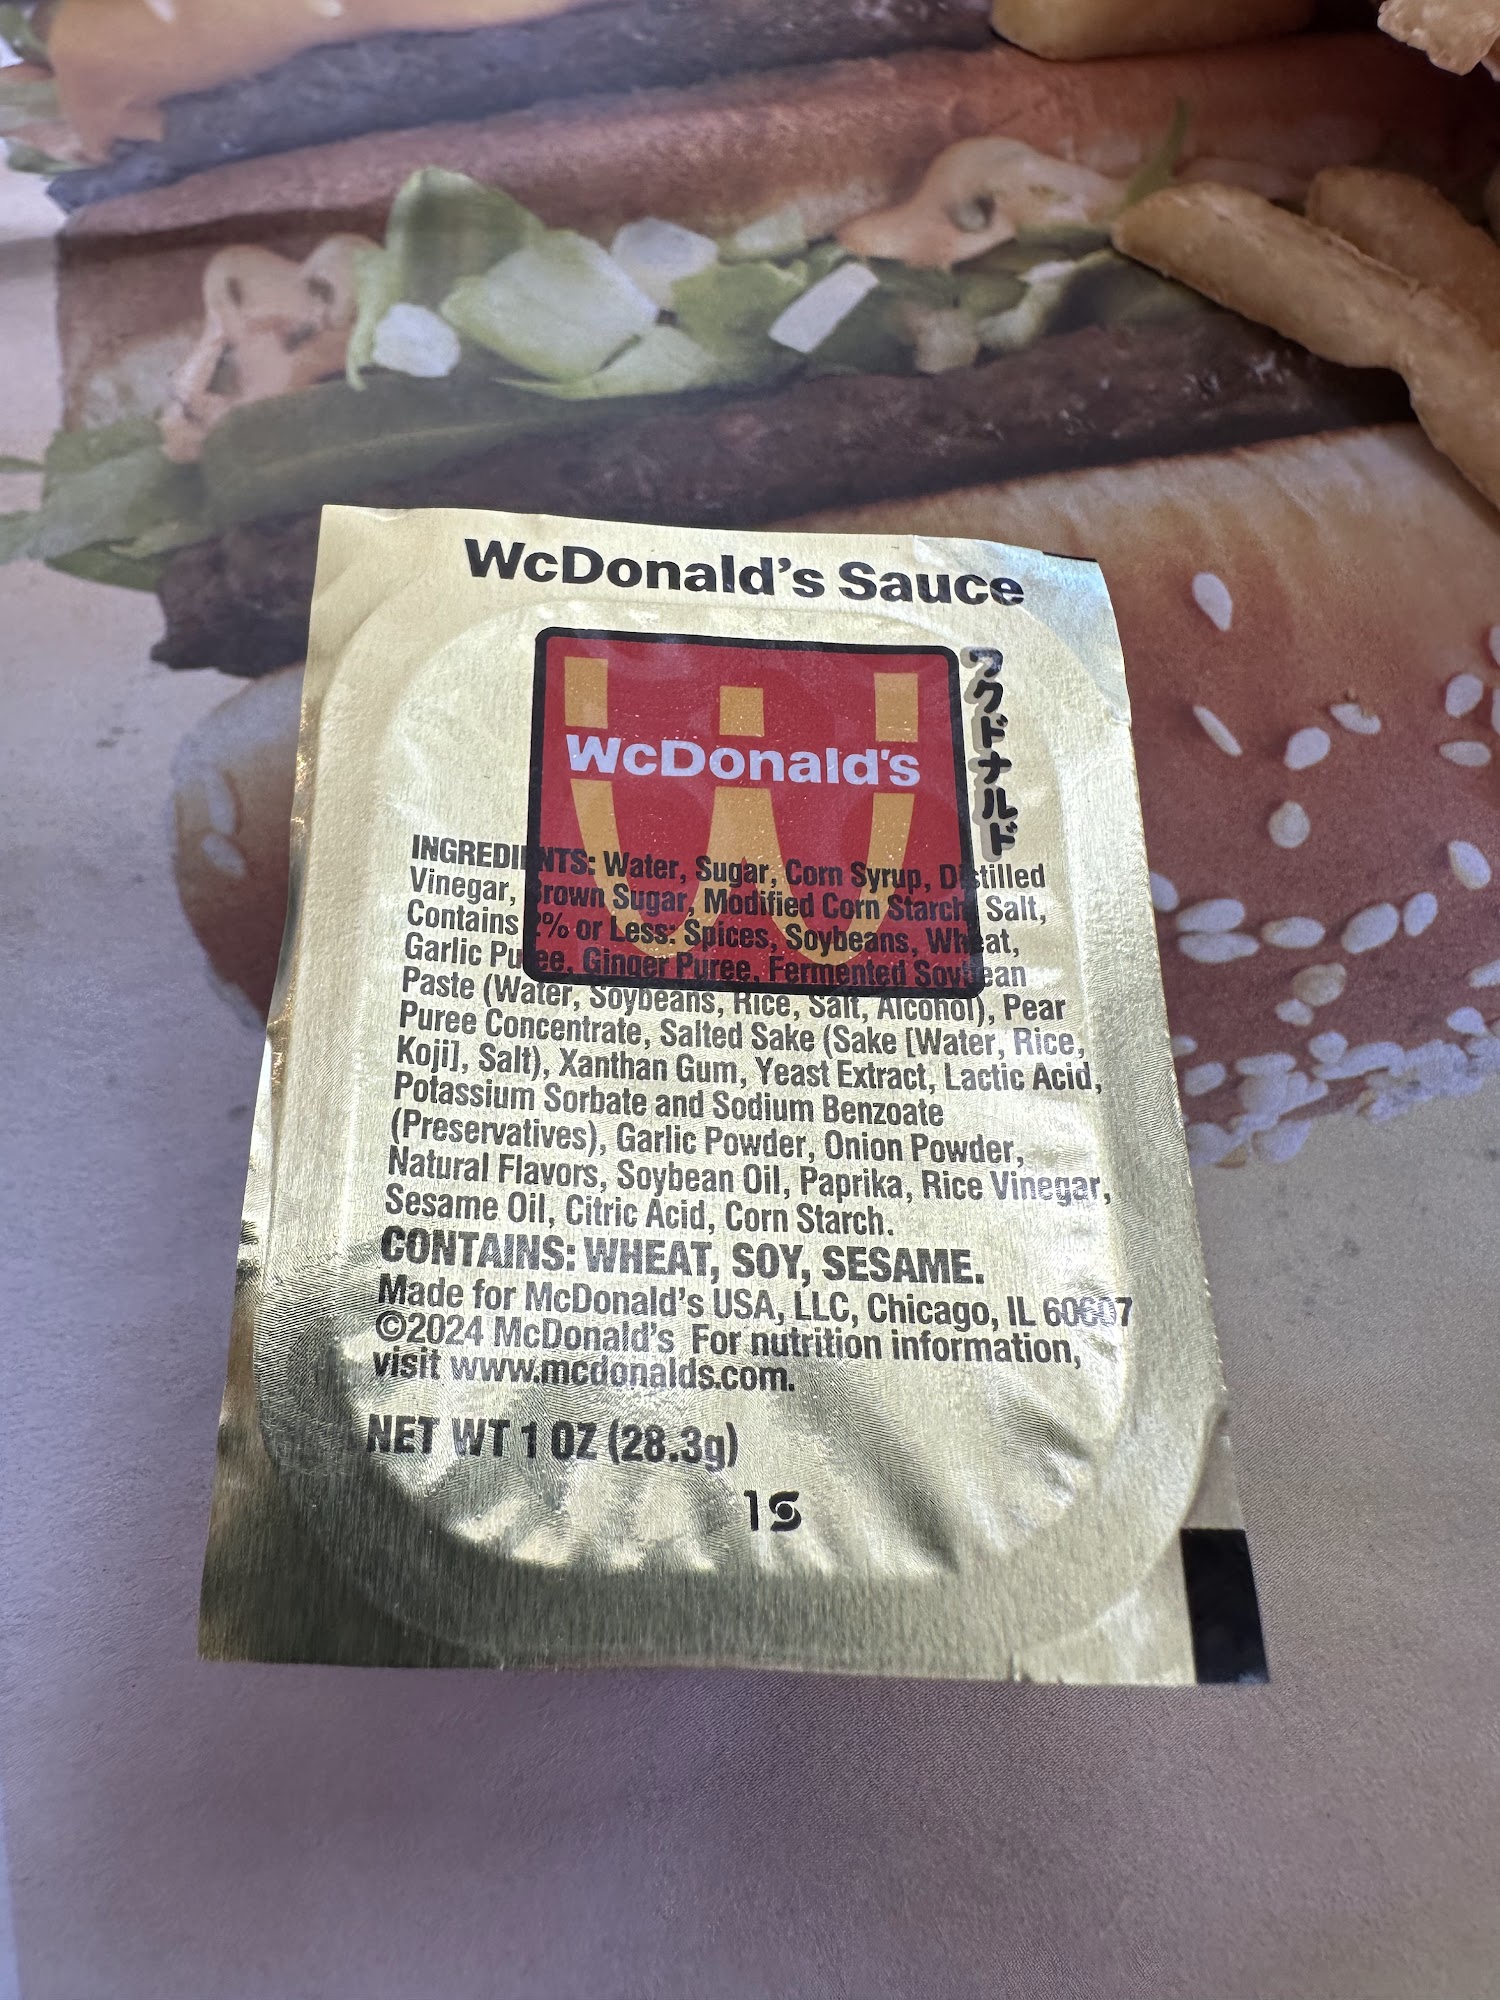 WcDonald's Sauce
WcDonald's
ワクドナルド
INGREDIENTS: Water, Sugar, Corn Syrup, Distilled
Vinegar, Brown Sugar, Modified Corn Starch, Salt,
Contains 2% or Less: Spices, Soybeans, Wheat,
Garlic Puree, Ginger Puree, Fermented Soybean
Paste (Water, Soybeans, Rice, Salt, Alcohol), Pear
Puree Concentrate, Salted Sake (Sake [Water, Rice,
Koji], Salt), Xanthan Gum, Yeast Extract, Lactic Acid,
Potassium Sorbate and Sodium Benzoate
(Preservatives), Garlic Powder, Onion Powder,
Natural Flavors, Soybean Oil, Paprika, Rice Vinegar,
Sesame Oil, Citric Acid, Corn Starch.
CONTAINS: WHEAT, SOY, SESAME.
Made for McDonald's USA, LLC, Chicago, IL 60607
©2024 McDonald's For nutrition information,
visit www.mcdonalds.com.
NET WT 1 OZ (28.3g)
1S